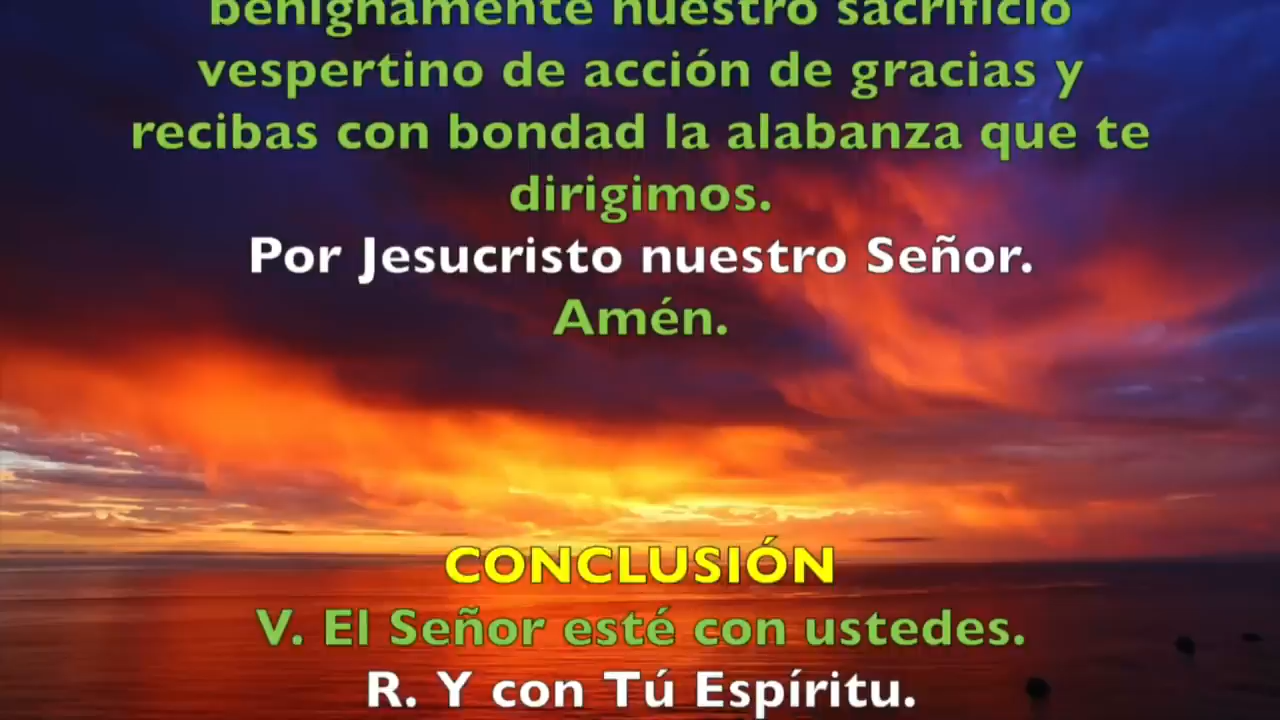 benignamente nuestro sacrificio
vespertino de acción de gracias y
recibas con bondad la alabanza que te
dirigimos.
Por Jesucristo nuestro Señor.
Amén.
CONCLUSIÓN
V. El Señor esté con ustedes.
R. Y con Tú Espíritu.